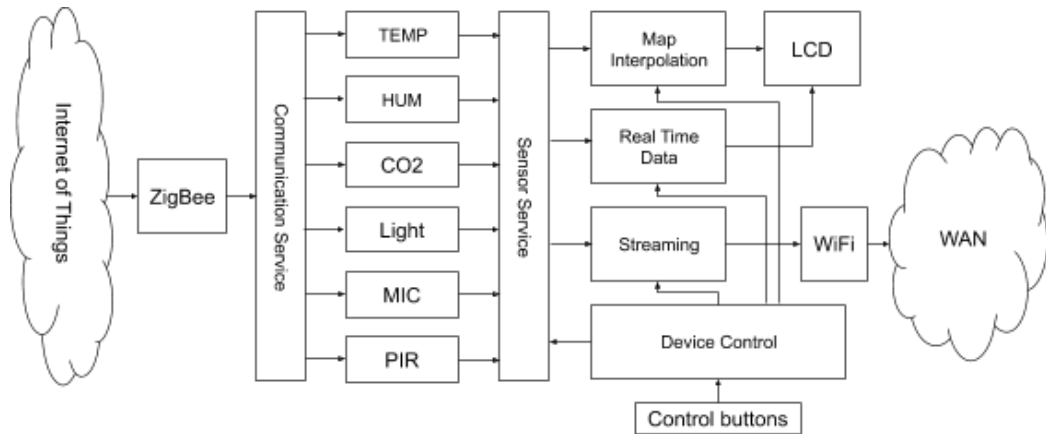 Internet of Things
ZigBee
Communication Service
TEMP
HUM
CO2
Light
MIC
PIR
Sensor Service
Map
Interpolation
LCD
Real Time
Data
Streaming
WiFi
WAN
Device Control
Control buttons